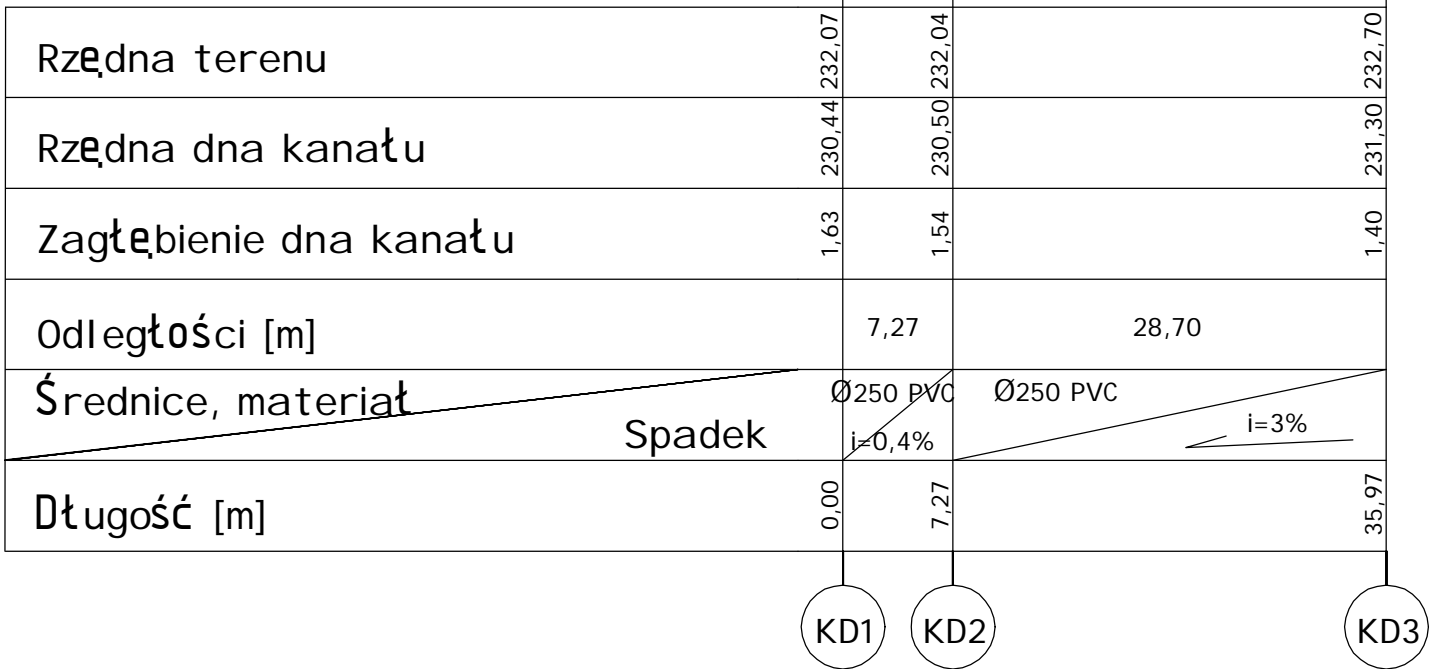 Rzędna terenu 232,07 232,04 232,70
Rzędna dna kanału 230,44 230,50 231,30
Zagłębienie dna kanału 1,63 1,54 1,40
Odległości [m] 7,27 28,70
Średnice, materiał Ø250 PVC Ø250 PVC
Spadek i=0,4% i=3%
Długość [m] 0,00 7,27 35,97
KD1 KD2 KD3